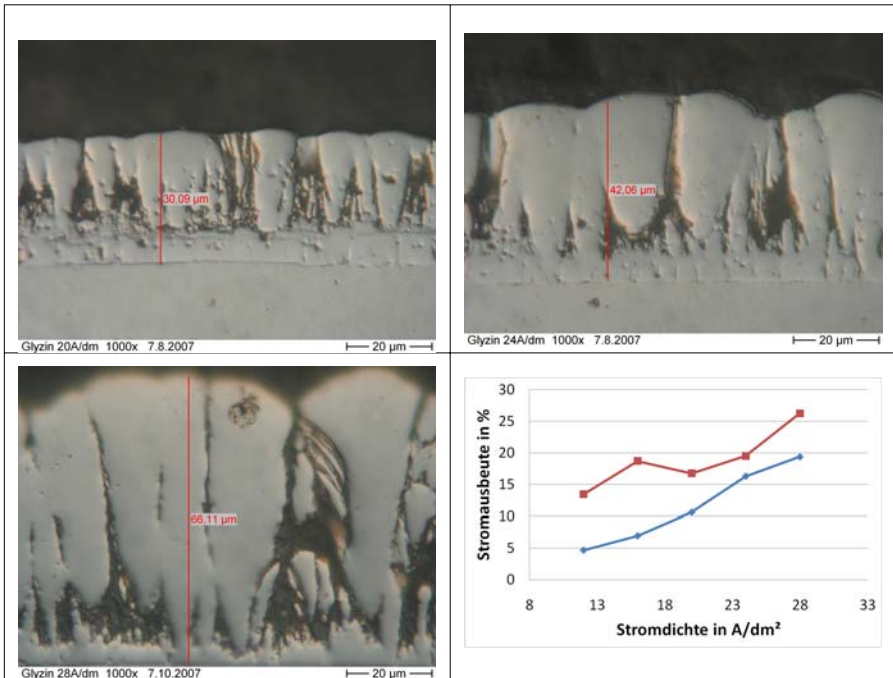 30,09 µm
Glyzin 20A/dm 1000x 7.8.2007
20 µm
42,06 µm
Glyzin 24A/dm 1000x 7.8.2007
20 µm
66,11 µm
Glyzin 28A/dm 1000x 7.10.2007
20 µm
Stromausbeute in %
30
25
20
15
10
5
0
8 13 18 23 28 33
Stromdichte in A/dm²